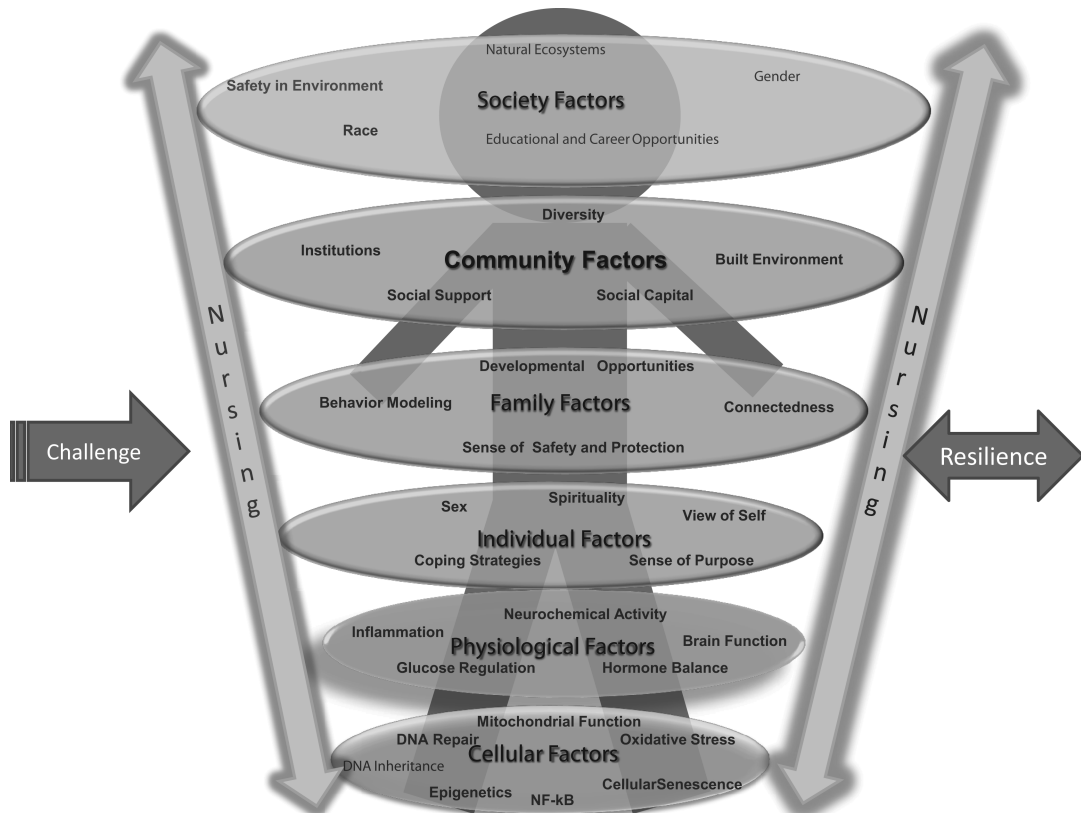 Natural Ecosystems
Gender
Safety in Environment
Society Factors
Race
Educational and Career Opportunities
Diversity
Institutions
Community Factors
Built Environment
Social Support
Social Capital
Developmental Opportunities
Behavior Modeling
Family Factors
Connectedness
Sense of Safety and Protection
Nursing
Nursing
Challenge
Resilience
Spirituality
Sex
View of Self
Individual Factors
Coping Strategies
Sense of Purpose
Neurochemical Activity
Inflammation
Physiological Factors
Brain Function
Glucose Regulation
Hormone Balance
Mitochondrial Function
DNA Repair
Oxidative Stress
Cellular Factors
DNA Inheritance
CellularSenescence
Epigenetics
NF-kB